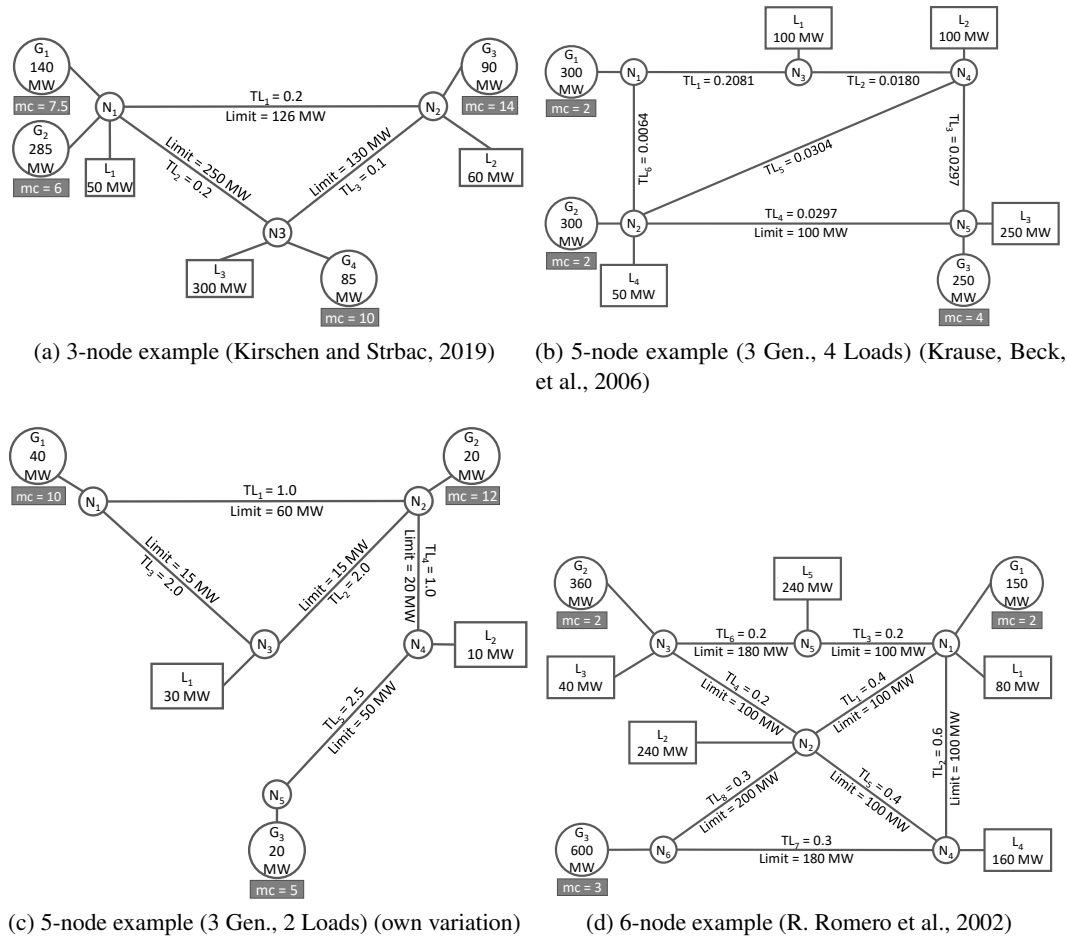 G1
140
MW
mc = 7.5
G2
285
MW
mc = 6
N1
L1
50 MW
TL1 = 0.2
Limit = 126 MW
G3
90
MW
mc = 14
N2
L2
60 MW
Limit = 250 MW
TL2 = 0.2
Limit = 130 MW
TL3 = 0.1
N3
L3
300 MW
G4
85
MW
mc = 10
(a) 3-node example (Kirschen and Strbac, 2019)
L1
100 MW
L2
100 MW
G1
300
MW
mc = 2
N1
TL1 = 0.2081
N3
TL2 = 0.0180
N4
TL6 = 0.0064
TL5 = 0.0304
TL3 = 0.0297
G2
300
MW
mc = 2
N2
TL4 = 0.0297
Limit = 100 MW
N5
L3
250 MW
L4
50 MW
G3
250
MW
mc = 4
(b) 5-node example (3 Gen., 4 Loads) (Krause, Beck,
et al., 2006)
G1
40
MW
mc = 10
N1
TL1 = 1.0
Limit = 60 MW
G2
20
MW
mc = 12
N2
Limit = 15 MW
TL3 = 2.0
Limit = 15 MW
TL2 = 2.0
TL4 = 1.0
Limit = 20 MW
N3
L1
30 MW
N4
L2
10 MW
TL5 = 2.5
Limit = 50 MW
N5
G3
20
MW
mc = 5
(c) 5-node example (3 Gen., 2 Loads) (own variation)
G2
360
MW
mc = 2
L5
240 MW
G1
150
MW
mc = 2
N3
TL6 = 0.2
Limit = 180 MW
N5
TL3 = 0.2
Limit = 100 MW
N1
L3
40 MW
L1
80 MW
TL4 = 0.2
Limit = 100 MW
TL1 = 0.4
Limit = 100 MW
TL2 = 0.6
Limit = 100 MW
L2
240 MW
N2
TL8 = 0.3
Limit = 200 MW
TL5 = 0.4
Limit = 100 MW
G3
600
MW
mc = 3
N6
TL7 = 0.3
Limit = 180 MW
N4
L4
160 MW
(d) 6-node example (R. Romero et al., 2002)